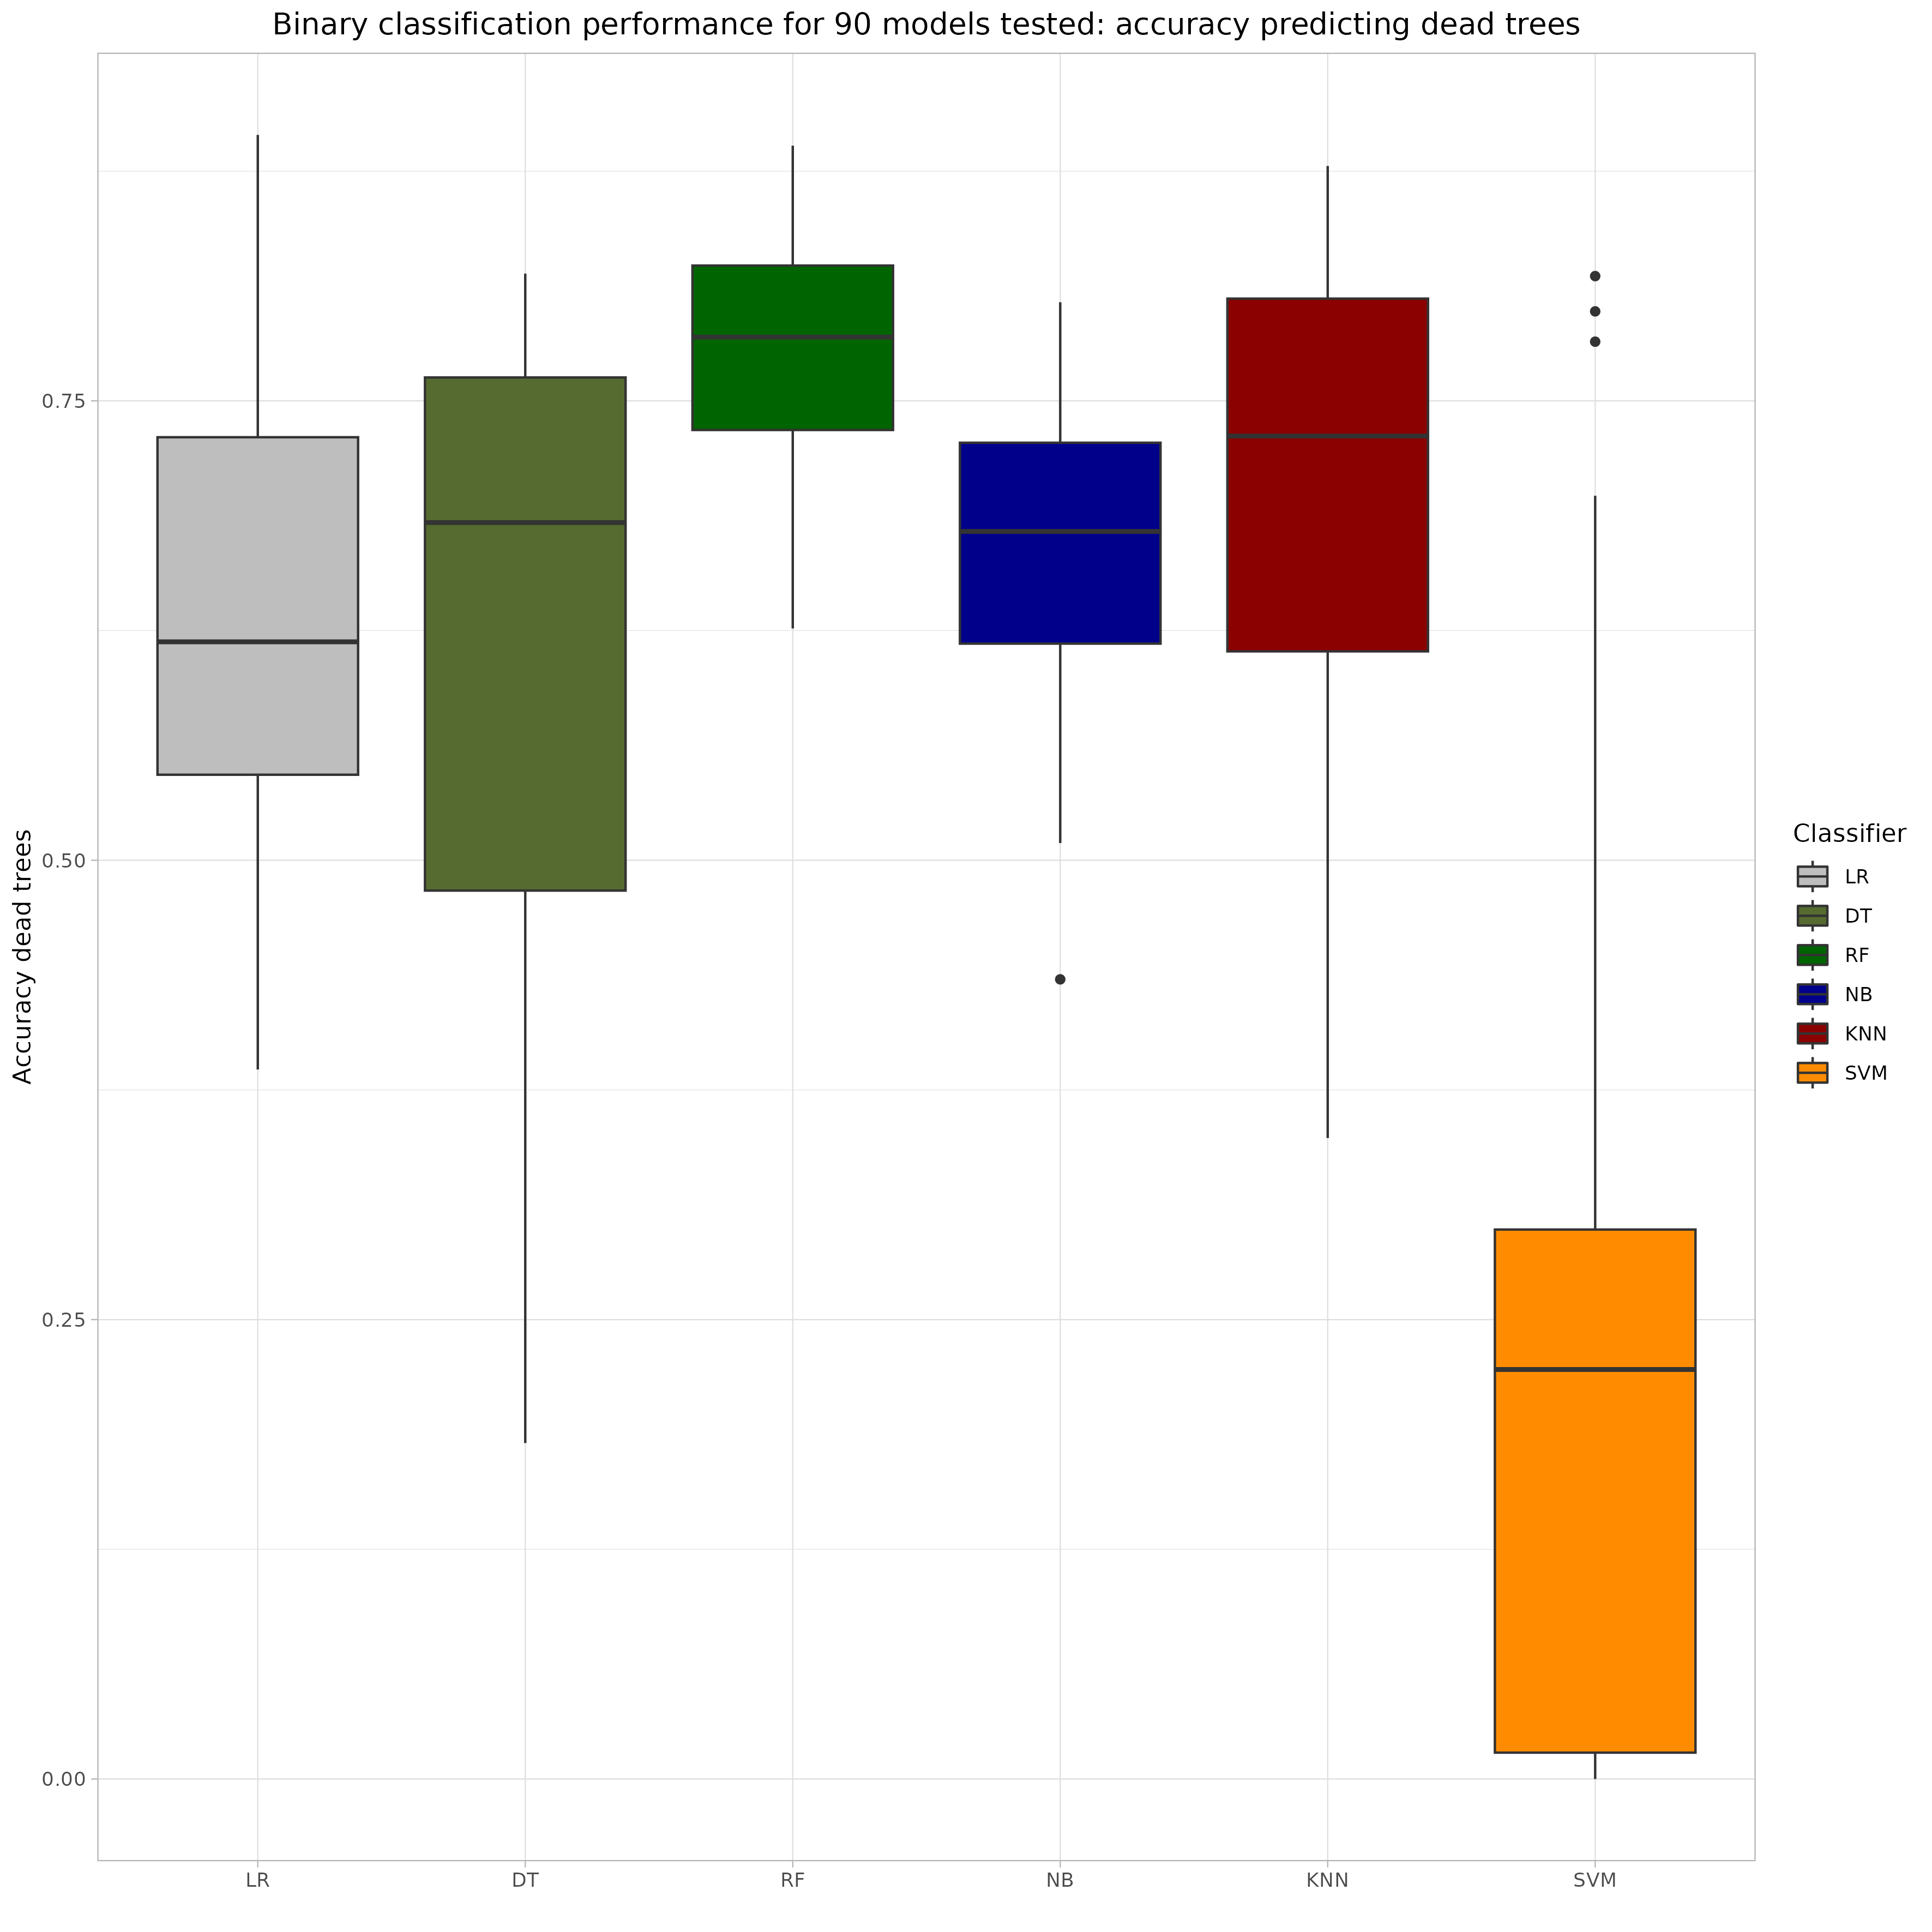 Binary classification performance for 90 models tested: accuracy predicting dead trees
Accuracy dead trees
0.75
0.50
0.25
0.00
LR
DT
RF
NB
KNN
SVM
Classifier
LR
DT
RF
NB
KNN
SVM